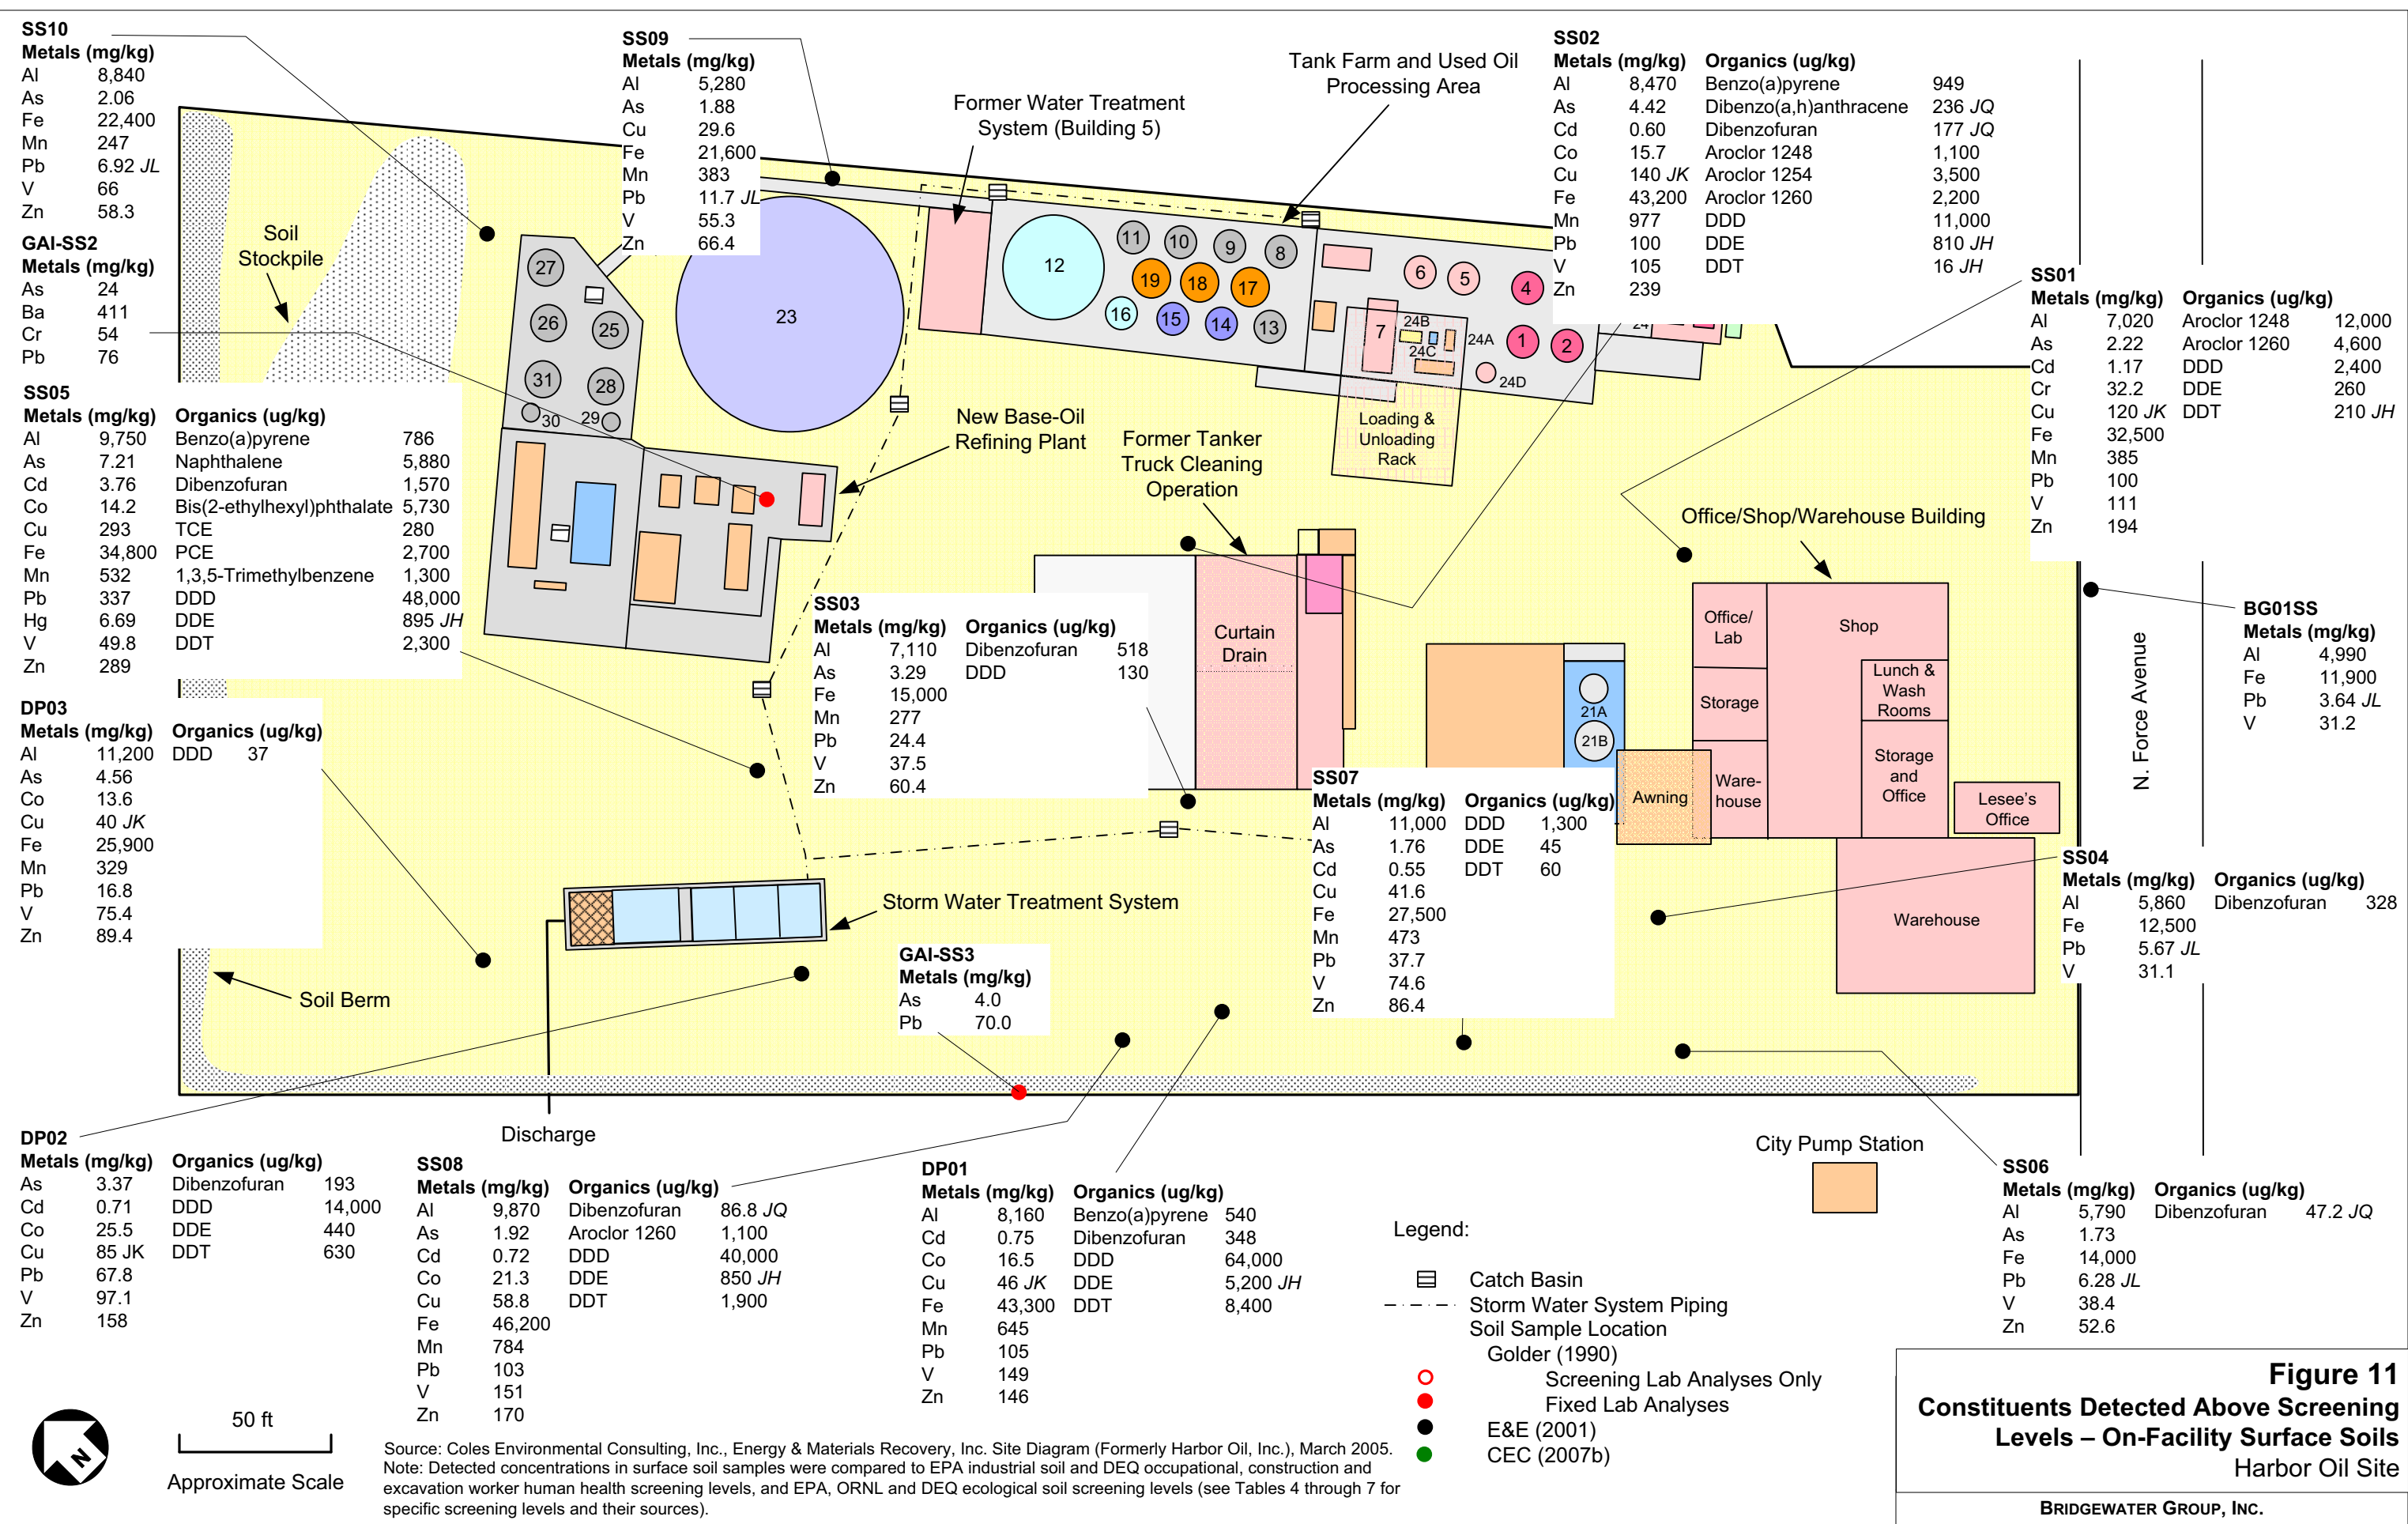 SS10
Metals (mg/kg)
Al 8,840
As 2.06
Fe 22,400
Mn 247
Pb 6.92 JL
V 66
Zn 58.3
GAI-SS2
Metals (mg/kg)
As 24
Ba 411
Cr 54
Pb 76
SS05
Metals (mg/kg) Organics (ug/kg)
Al 9,750 Benzo(a)pyrene 786
As 7.21 Naphthalene 5,880
Cd 3.76 Dibenzofuran 1,570
Co 14.2 Bis(2-ethylhexyl)phthalate 5,730
Cu 293 TCE 280
Fe 34,800 PCE 2,700
Mn 532 1,3,5-Trimethylbenzene 1,300
Pb 337 DDD 48,000
Hg 6.69 DDE 895 JH
V 49.8 DDT 2,300
Zn 289
DP03
Metals (mg/kg) Organics (ug/kg)
Al 11,200 DDD 37
As 4.56
Co 13.6
Cu 40 JK
Fe 25,900
Mn 329
Pb 16.8
V 75.4
Zn 89.4
SS09
Metals (mg/kg)
Al 5,280
As 1.88
Cu 29.6
Fe 21,600
Mn 383
Pb 11.7 JL
V 55.3
Zn 66.4
Soil
Stockpile
Former Water Treatment
System (Building 5)
Tank Farm and Used Oil
Processing Area
SS02
Metals (mg/kg) Organics (ug/kg)
Al 8,470 Benzo(a)pyrene 949
As 4.42 Dibenzo(a,h)anthracene 236 JQ
Cd 0.60 Dibenzofuran 177 JQ
Co 15.7 Aroclor 1248 1,100
Cu 140 JK Aroclor 1254 3,500
Fe 43,200 Aroclor 1260 2,200
Mn 977 DDD 11,000
Pb 100 DDE 810 JH
V 105 DDT 16 JH
Zn 239
SS01
Metals (mg/kg) Organics (ug/kg)
Al 7,020 Aroclor 1248 12,000
As 2.22 Aroclor 1260 4,600
Cd 1.17 DDD 2,400
Cr 32.2 DDE 260
Cu 120 JK DDT 210 JH
Fe 32,500
Mn 385
Pb 100
V 111
Zn 194
27
26
25
31
28
30
29
23
12
11
10
9
8
19
18
17
16
15
14
13
6
5
4
7
24B
24C
24A
24D
1
2
24
Loading &
Unloading
Rack
New Base-Oil
Refining Plant
Former Tanker
Truck Cleaning
Operation
Office/Shop/Warehouse Building
Curtain
Drain
21A
21B
Office/
Lab
Shop
Storage
Lunch &
Wash
Rooms
Ware-
house
Storage
and
Office
Awning
Lesee's
Office
Warehouse
N. Force Avenue
BG01SS
Metals (mg/kg)
Al 4,990
Fe 11,900
Pb 3.64 JL
V 31.2
SS03
Metals (mg/kg) Organics (ug/kg)
Al 7,110 Dibenzofuran 518
As 3.29 DDD 130
Fe 15,000
Mn 277
Pb 24.4
V 37.5
Zn 60.4
SS07
Metals (mg/kg) Organics (ug/kg)
Al 11,000 DDD 1,300
As 1.76 DDE 45
Cd 0.55 DDT 60
Cu 41.6
Fe 27,500
Mn 473
Pb 37.7
V 74.6
Zn 86.4
SS04
Metals (mg/kg) Organics (ug/kg)
Al 5,860 Dibenzofuran 328
Fe 12,500
Pb 5.67 JL
V 31.1
Storm Water Treatment System
GAI-SS3
Metals (mg/kg)
As 4.0
Pb 70.0
Soil Berm
Discharge
DP02
Metals (mg/kg) Organics (ug/kg)
As 3.37 Dibenzofuran 193
Cd 0.71 DDD 14,000
Co 25.5 DDE 440
Cu 85 JK DDT 630
Pb 67.8
V 97.1
Zn 158
SS08
Metals (mg/kg) Organics (ug/kg)
Al 9,870 Dibenzofuran 86.8 JQ
As 1.92 Aroclor 1260 1,100
Cd 0.72 DDD 40,000
Co 21.3 DDE 850 JH
Cu 58.8 DDT 1,900
Fe 46,200
Mn 784
Pb 103
V 151
Zn 170
DP01
Metals (mg/kg) Organics (ug/kg)
Al 8,160 Benzo(a)pyrene 540
Cd 0.75 Dibenzofuran 348
Co 16.5 DDD 64,000
Cu 46 JK DDE 5,200 JH
Fe 43,300 DDT 8,400
Mn 645
Pb 105
V 149
Zn 146
City Pump Station
SS06
Metals (mg/kg) Organics (ug/kg)
Al 5,790 Dibenzofuran 47.2 JQ
As 1.73
Fe 14,000
Pb 6.28 JL
V 38.4
Zn 52.6
Legend:
Catch Basin
Storm Water System Piping
Soil Sample Location
Golder (1990)
Screening Lab Analyses Only
Fixed Lab Analyses
E&E (2001)
CEC (2007b)
N
50 ft
Approximate Scale
Source: Coles Environmental Consulting, Inc., Energy & Materials Recovery, Inc. Site Diagram (Formerly Harbor Oil, Inc.), March 2005.
Note: Detected concentrations in surface soil samples were compared to EPA industrial soil and DEQ occupational, construction and
excavation worker human health screening levels, and EPA, ORNL and DEQ ecological soil screening levels (see Tables 4 through 7 for
specific screening levels and their sources).
Figure 11
Constituents Detected Above Screening
Levels – On-Facility Surface Soils
Harbor Oil Site
BRIDGEWATER GROUP, INC.